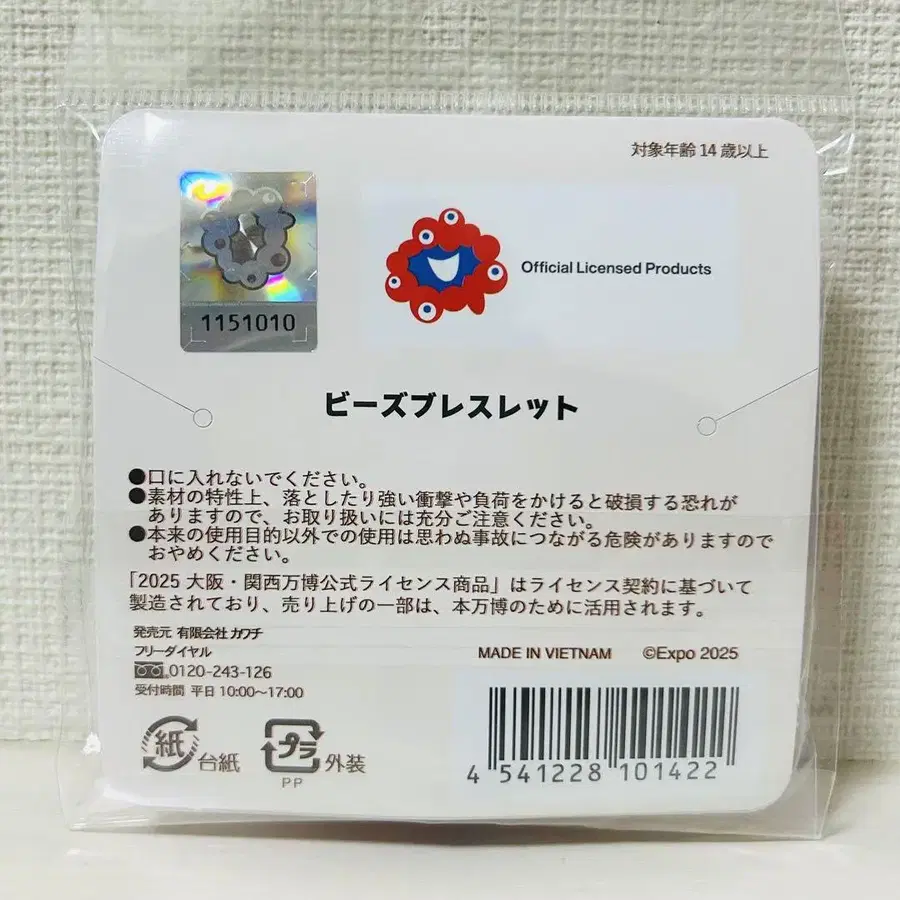 対象年齢 14 歳以上
1151010
Official Licensed Products
ビーズブレスレット
●口に入れないでください。
●素材の特性上、落としたり強い衝撃や負荷をかけると破損する恐れが
ありますので、お取り扱いには充分ご注意ください。
●本来の使用目的以外での使用は思わぬ事故につながる危険がありますので
おやめください。
「2025 大阪・関西万博公式ライセンス商品」はライセンス契約に基づいて
製造されており、売り上げの一部は、本万博のために活用されます。
発売元 有限会社 カワチ
フリーダイヤル
0120-243-126
受付時間 平日 10:00~17:00
MADE IN VIETNAM ©Expo 2025
紙 台紙
プラ 外装
PP
4 541228 101422